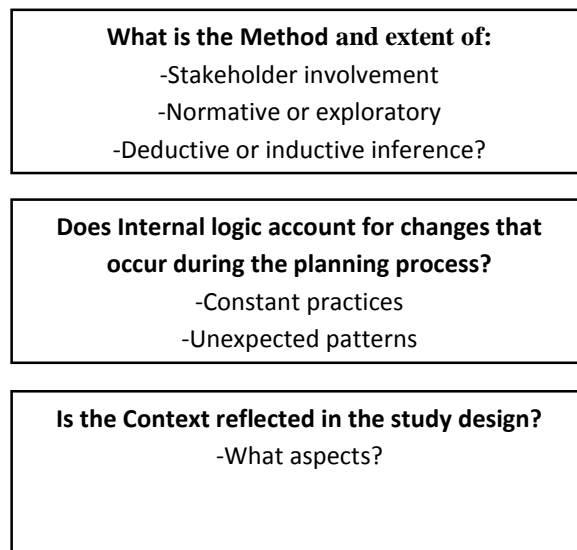 What is the Method and extent of:
-Stakeholder involvement
-Normative or exploratory
-Deductive or inductive inference?
Does Internal logic account for changes that
occur during the planning process?
-Constant practices
-Unexpected patterns
Is the Context reflected in the study design?
-What aspects?